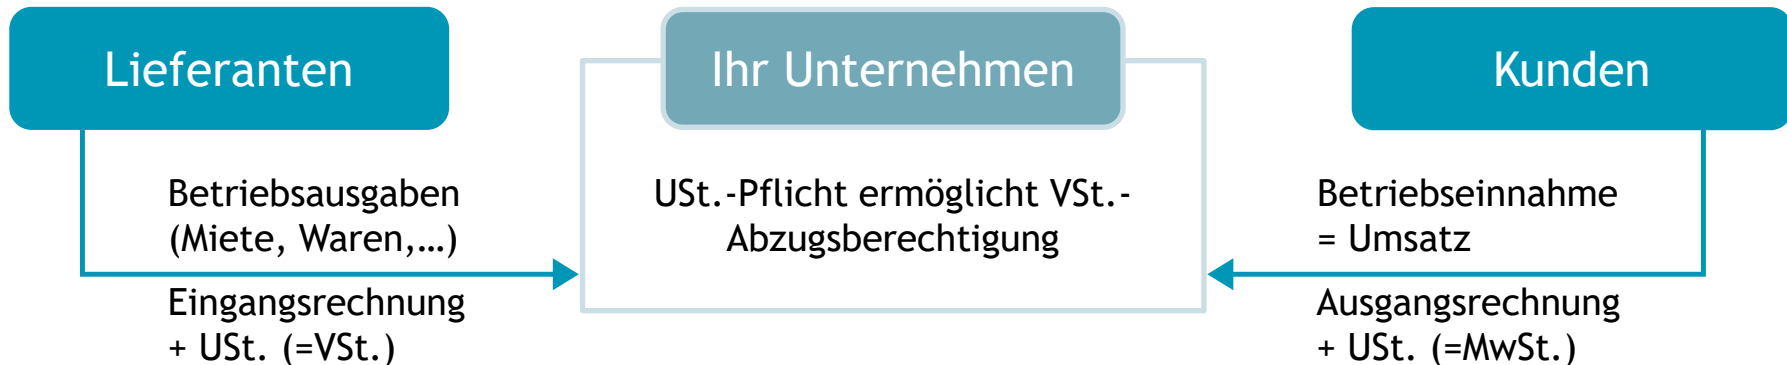 Lieferanten
Betriebsausgaben
(Miete, Waren,…)
Eingangsrechnung
+ USt. (=VSt.)
Ihr Unternehmen
USt.-Pflicht ermöglicht VSt.-
Abzugsberechtigung
Kunden
Betriebseinnahme
= Umsatz
Ausgangsrechnung
+ USt. (=MwSt.)